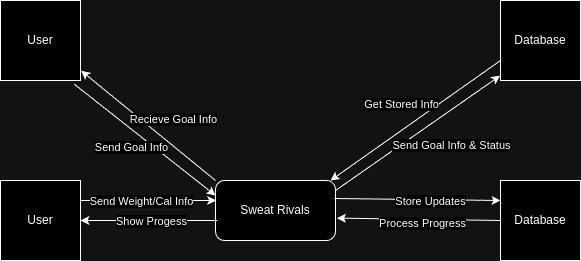 User
Database
Get Stored Info
Recieve Goal Info
Send Goal Info
Send Goal Info & Status
User
Send Weight/Cal Info
Sweat Rivals
Store Updates
Database
Show Progess
Process Progress